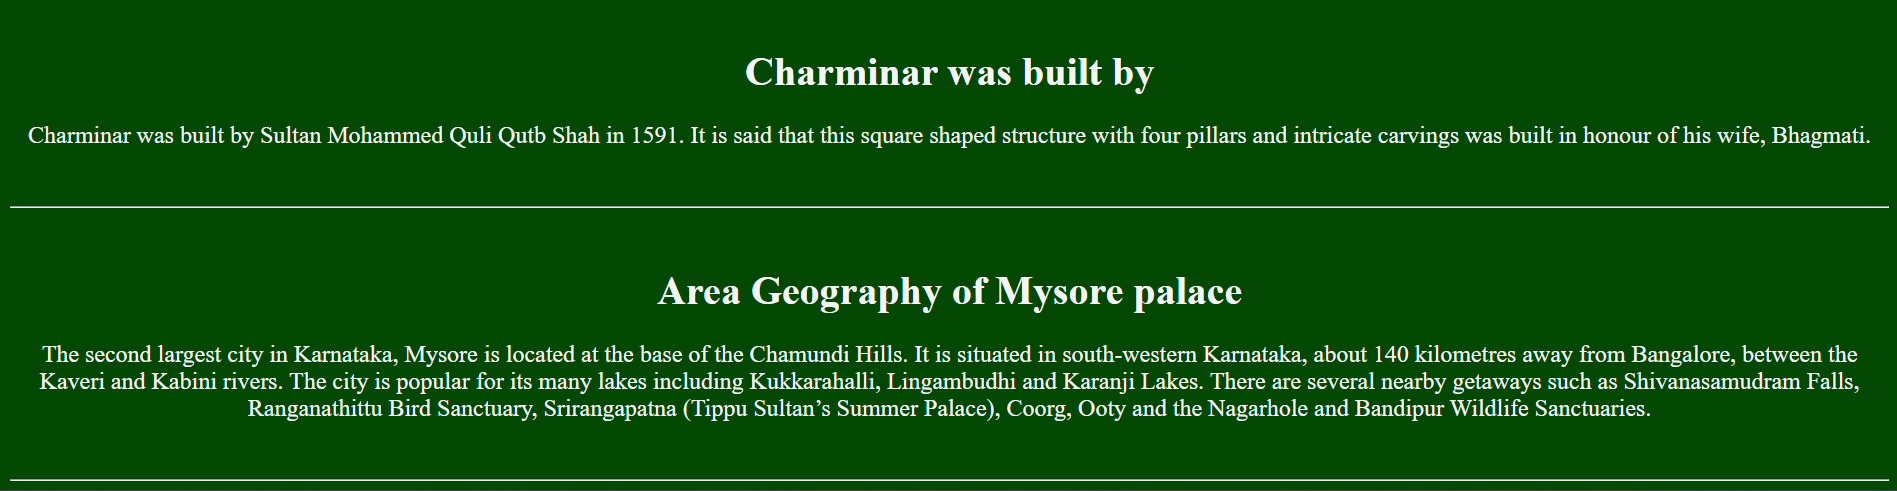 Charminar was built by
Charminar was built by Sultan Mohammed Quli Qutb Shah in 1591. It is said that this square shaped structure with four pillars and intricate carvings was built in honour of his wife, Bhagmati.
Area Geography of Mysore palace
The second largest city in Karnataka, Mysore is located at the base of the Chamundi Hills. It is situated in south-western Karnataka, about 140 kilometres away from Bangalore, between the
Kaveri and Kabini rivers. The city is popular for its many lakes including Kukkarahalli, Lingambudhi and Karanji Lakes. There are several nearby getaways such as Shivanasamudram Falls,
Ranganathittu Bird Sanctuary, Srirangapatna (Tippu Sultan’s Summer Palace), Coorg, Ooty and the Nagarhole and Bandipur Wildlife Sanctuaries.